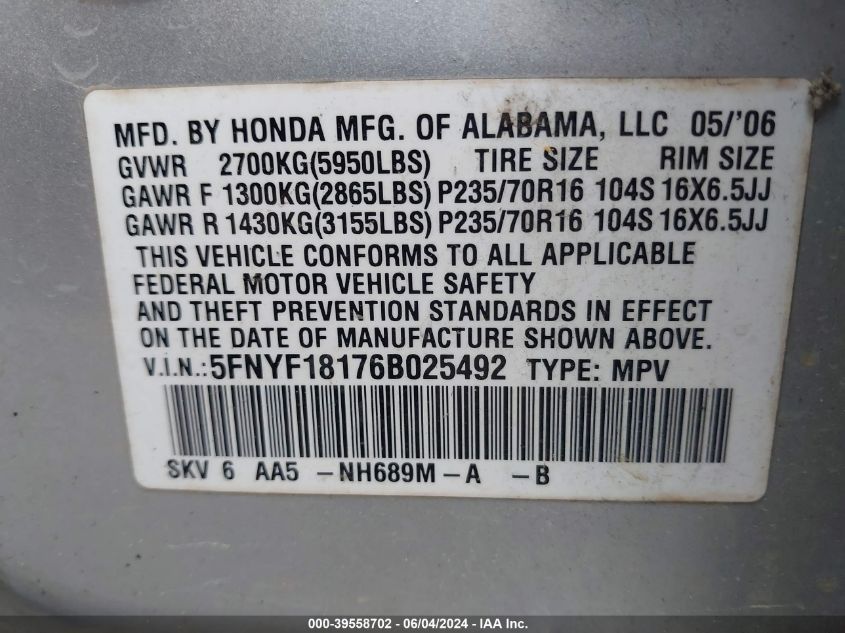 MFD. BY HONDA MFG. OF ALABAMA, LLC 05/'06
GVWR 2700KG(5950LBS) TIRE SIZE RIM SIZE
GAWR F 1300KG(2865LBS) P235/70R16 104S 16X6.5JJ
GAWR R 1430KG(3155LBS) P235/70R16 104S 16X6.5JJ
THIS VEHICLE CONFORMS TO ALL APPLICABLE
FEDERAL MOTOR VEHICLE SAFETY
AND THEFT PREVENTION STANDARDS IN EFFECT
ON THE DATE OF MANUFACTURE SHOWN ABOVE.
V.I.N.: 5FNYF18176B025492 TYPE: MPV
SKV 6 AA5 -NH689M-A -B
000-39558702 - 06/04/2024 - IAA Inc.